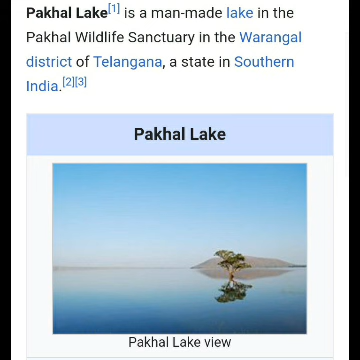 Pakhal Lake[1] is a man-made lake in the
Pakhal Wildlife Sanctuary in the Warangal
district of Telangana, a state in Southern
India.[2][3]
Pakhal Lake
Pakhal Lake view